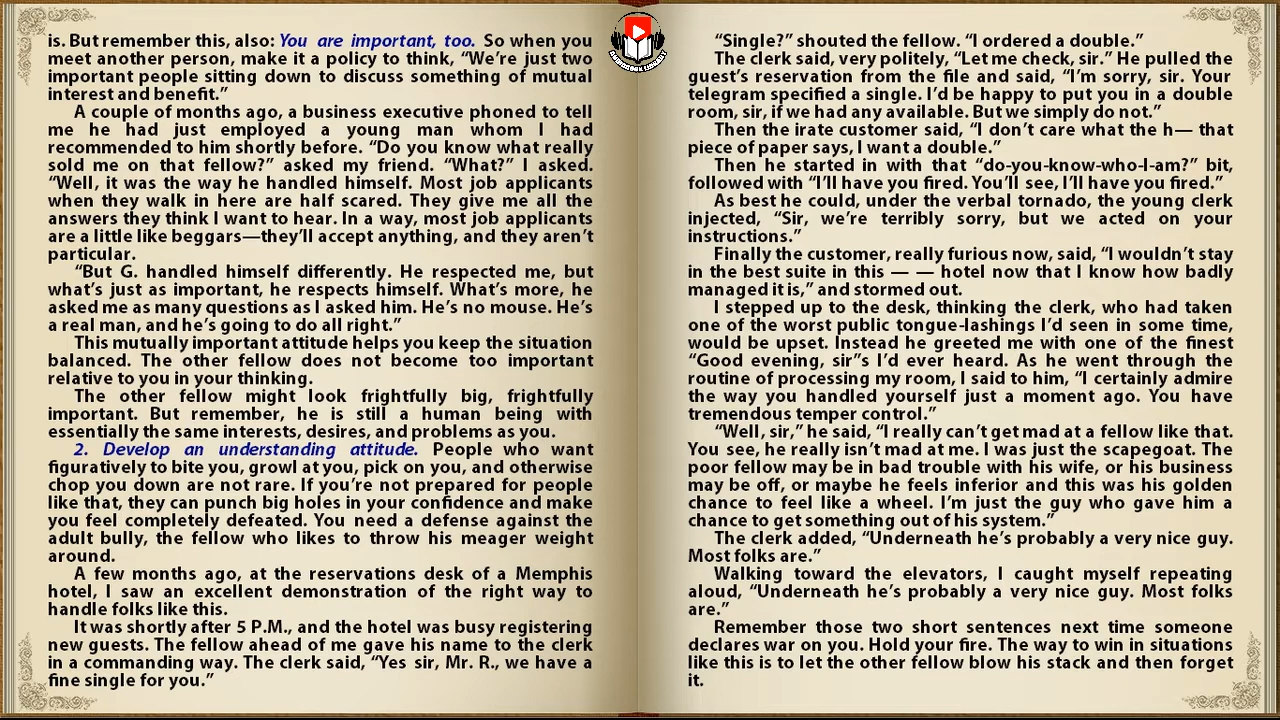 is. But remember this, also: You are important, too. So when you
meet another person, make it a policy to think, “We’re just two
important people sitting down to discuss something of mutual
interest and benefit.”
A couple of months ago, a business executive phoned to tell
me he had just employed a young man whom I had
recommended to him shortly before. “Do you know what really
sold me on that fellow?” asked my friend. “What?” I asked.
“Well, it was the way he handled himself. Most job applicants
when they walk in here are half scared. They give me all the
answers they think I want to hear. In a way, most job applicants
are a little like beggars—they’ll accept anything, and they aren’t
particular.
“But G. handled himself differently. He respected me, but
what’s just as important, he respects himself. What’s more, he
asked me as many questions as I asked him. He’s no mouse. He’s
a real man, and he’s going to do all right.”
This mutually important attitude helps you keep the situation
balanced. The other fellow does not become too important
relative to you in your thinking.
The other fellow might look frightfully big, frightfully
important. But remember, he is still a human being with
essentially the same interests, desires, and problems as you.
2. Develop an understanding attitude. People who want
figuratively to bite you, growl at you, pick on you, and otherwise
chop you down are not rare. If you’re not prepared for people
like that, they can punch big holes in your confidence and make
you feel completely defeated. You need a defense against the
adult bully, the fellow who likes to throw his meager weight
around.
A few months ago, at the reservations desk of a Memphis
hotel, I saw an excellent demonstration of the right way to
handle folks like this.
It was shortly after 5 P.M., and the hotel was busy registering
new guests. The fellow ahead of me gave his name to the clerk
in a commanding way. The clerk said, “Yes sir, Mr. R., we have a
fine single for you.”
“Single?” shouted the fellow. “I ordered a double.”
The clerk said, very politely, “Let me check, sir.” He pulled the
guest’s reservation from the file and said, “I’m sorry, sir. Your
telegram specified a single. I’d be happy to put you in a double
room, sir, if we had any available. But we simply do not.”
Then the irate customer said, “I don’t care what the h— that
piece of paper says, I want a double.”
Then he started in with that “do-you-know-who-I-am?” bit,
followed with “I’ll have you fired. You’ll see, I’ll have you fired.”
As best he could, under the verbal tornado, the young clerk
injected, “Sir, we’re terribly sorry, but we acted on your
instructions.”
Finally the customer, really furious now, said, “I wouldn’t stay
in the best suite in this — — hotel now that I know how badly
managed it is,” and stormed out.
I stepped up to the desk, thinking the clerk, who had taken
one of the worst public tongue-lashings I’d seen in some time,
would be upset. Instead he greeted me with one of the finest
“Good evening, sir”s I’d ever heard. As he went through the
routine of processing my room, I said to him, “I certainly admire
the way you handled yourself just a moment ago. You have
tremendous temper control.”
“Well, sir,” he said, “I really can’t get mad at a fellow like that.
You see, he really isn’t mad at me. I was just the scapegoat. The
poor fellow may be in bad trouble with his wife, or his business
may be off, or maybe he feels inferior and this was his golden
chance to feel like a wheel. I’m just the guy who gave him a
chance to get something out of his system.”
The clerk added, “Underneath he’s probably a very nice guy.
Most folks are.”
Walking toward the elevators, I caught myself repeating
aloud, “Underneath he’s probably a very nice guy. Most folks
are.”
Remember those two short sentences next time someone
declares war on you. Hold your fire. The way to win in situations
like this is to let the other fellow blow his stack and then forget
it.